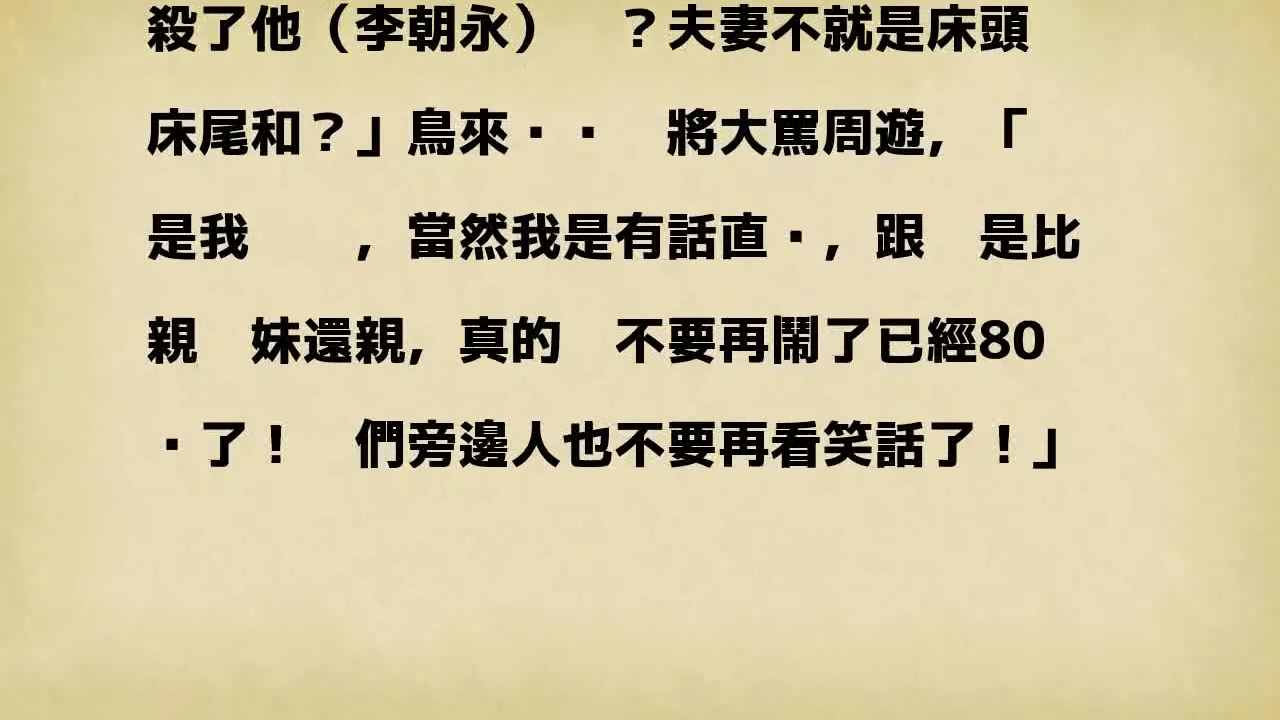 殺了他（李朝永）　？夫妻不就是床頭
床尾和？」鳥來・・　將大罵周遊,　「
是我　　，當然我是有話直・，跟　是比
親　妹還親,　真的　不要再鬧了已經80
・了！　們旁邊人也不要再看笑話了！」